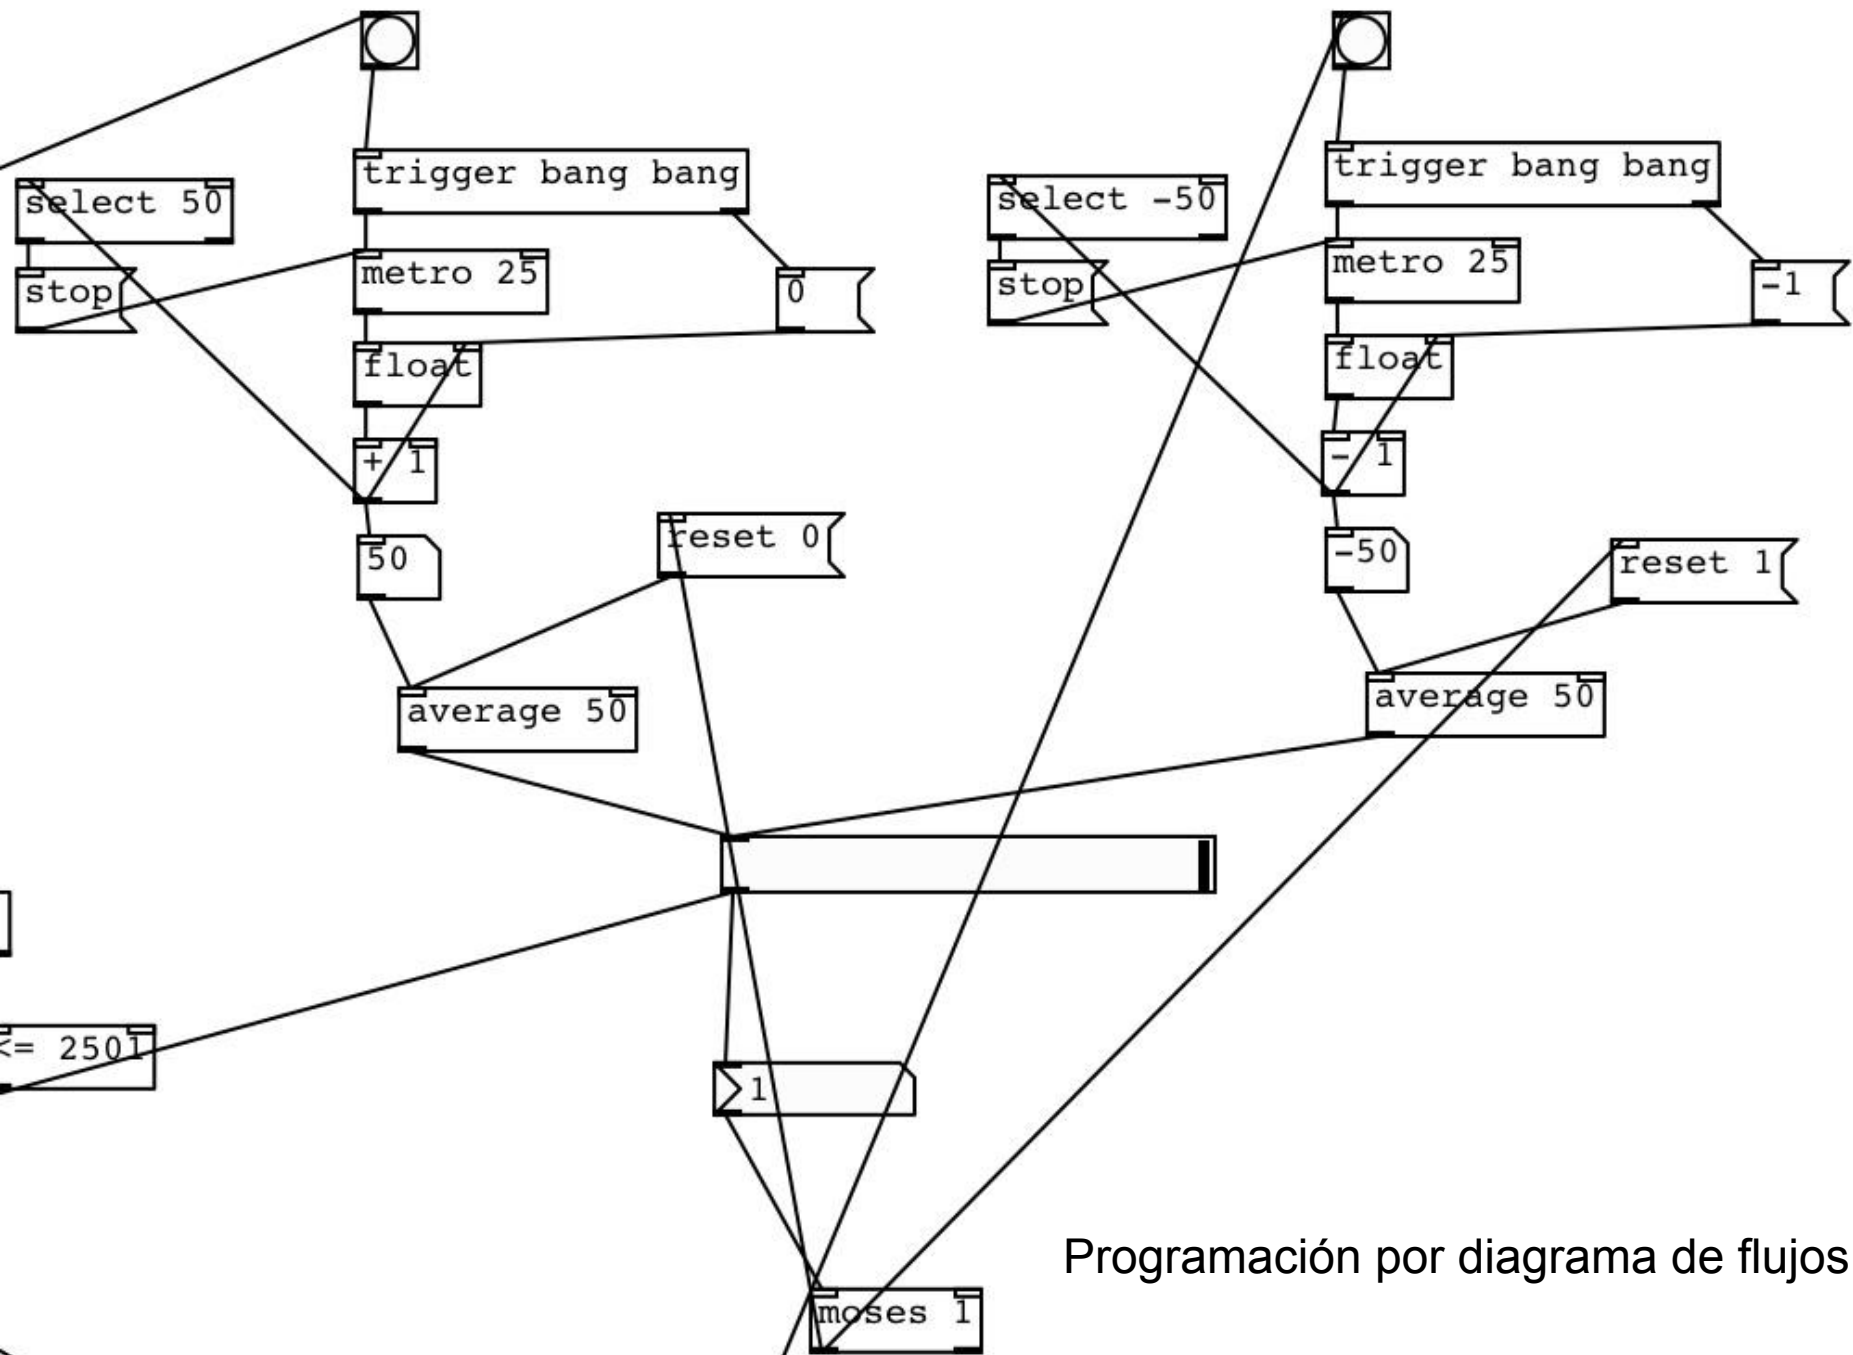 trigger bang bang
trigger bang bang
select 50
select -50
metro 25
metro 25
stop
0
stop
-1
float
float
+ 1
- 1
50
reset 0
-50
reset 1
average 50
average 50
<= 2501
1
Programación por diagrama de flujos
moses 1